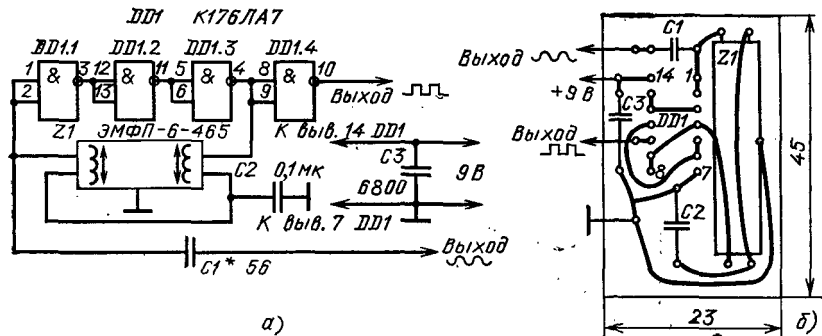 DD1 К176ЛА7
DD1.1 DD1.2 DD1.3 DD1.4
1 3 12 11 5 4 8 10
2 13 6 9
Выход
Z1 ЭМФП-6-465
К выв. 14 DD1
C2
0,1 мк
C3
6800
9 В
К выв. 7 DD1
C1* 56
Выход
а)
C1
Выход
Z1
14 1
+9 В
C3
DD1
Выход
8 7
C2
45
23
б)